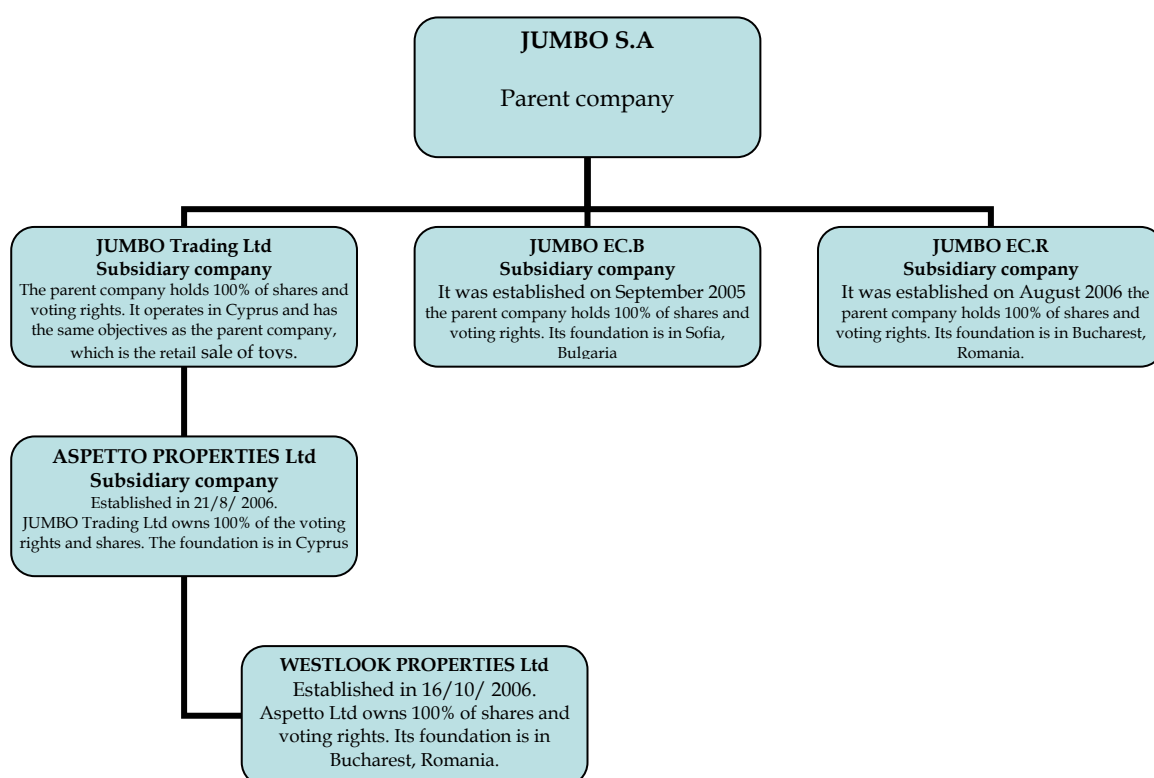 JUMBO S.A
Parent company
JUMBO Trading Ltd
Subsidiary company
The parent company holds 100% of shares and
voting rights. It operates in Cyprus and has
the same objectives as the parent company,
which is the retail sale of toys.
JUMBO EC.B
Subsidiary company
It was established on September 2005
the parent company holds 100% of shares and
voting rights. Its foundation is in Sofia,
Bulgaria
JUMBO EC.R
Subsidiary company
It was established on August 2006 the
parent company holds 100% of shares and
voting rights. Its foundation is in Bucharest,
Romania.
ASPETTO PROPERTIES Ltd
Subsidiary company
Established in 21/8/ 2006.
JUMBO Trading Ltd owns 100% of the voting
rights and shares. The foundation is in Cyprus
WESTLOOK PROPERTIES Ltd
Established in 16/10/ 2006.
Aspetto Ltd owns 100% of shares and
voting rights. Its foundation is in
Bucharest, Romania.